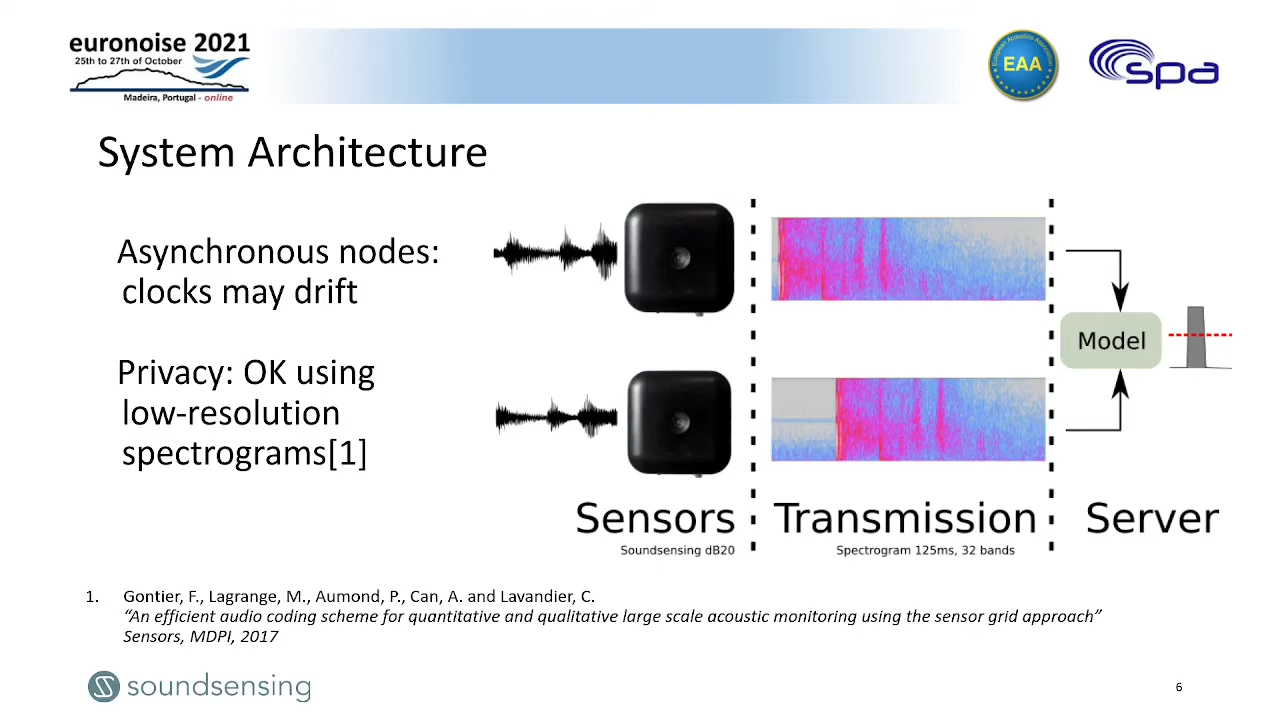 euronoise 2021
25th to 27th of October
Madeira, Portugal - online
European Acoustics Association
EAA
spa
System Architecture
Asynchronous nodes:
clocks may drift
Privacy: OK using
low-resolution
spectrograms[1]
Model
Sensors
Transmission
Server
Soundsensing dB20
Spectrogram 125ms, 32 bands
1. Gontier, F., Lagrange, M., Aumond, P., Can, A. and Lavandier, C.
“An efficient audio coding scheme for quantitative and qualitative large scale acoustic monitoring using the sensor grid approach”
Sensors, MDPI, 2017
soundsensing
6